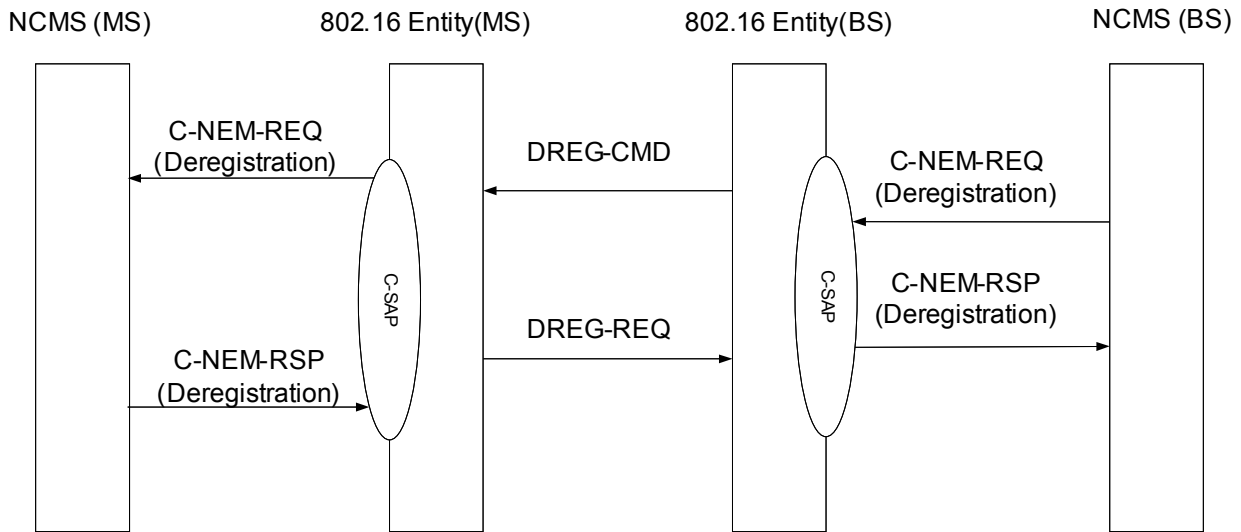 NCMS (MS)
802.16 Entity(MS)
802.16 Entity(BS)
NCMS (BS)
C-NEM-REQ
(Deregistration)
DREG-CMD
C-NEM-REQ
(Deregistration)
C-SAP
C-SAP
C-NEM-RSP
(Deregistration)
DREG-REQ
C-NEM-RSP
(Deregistration)